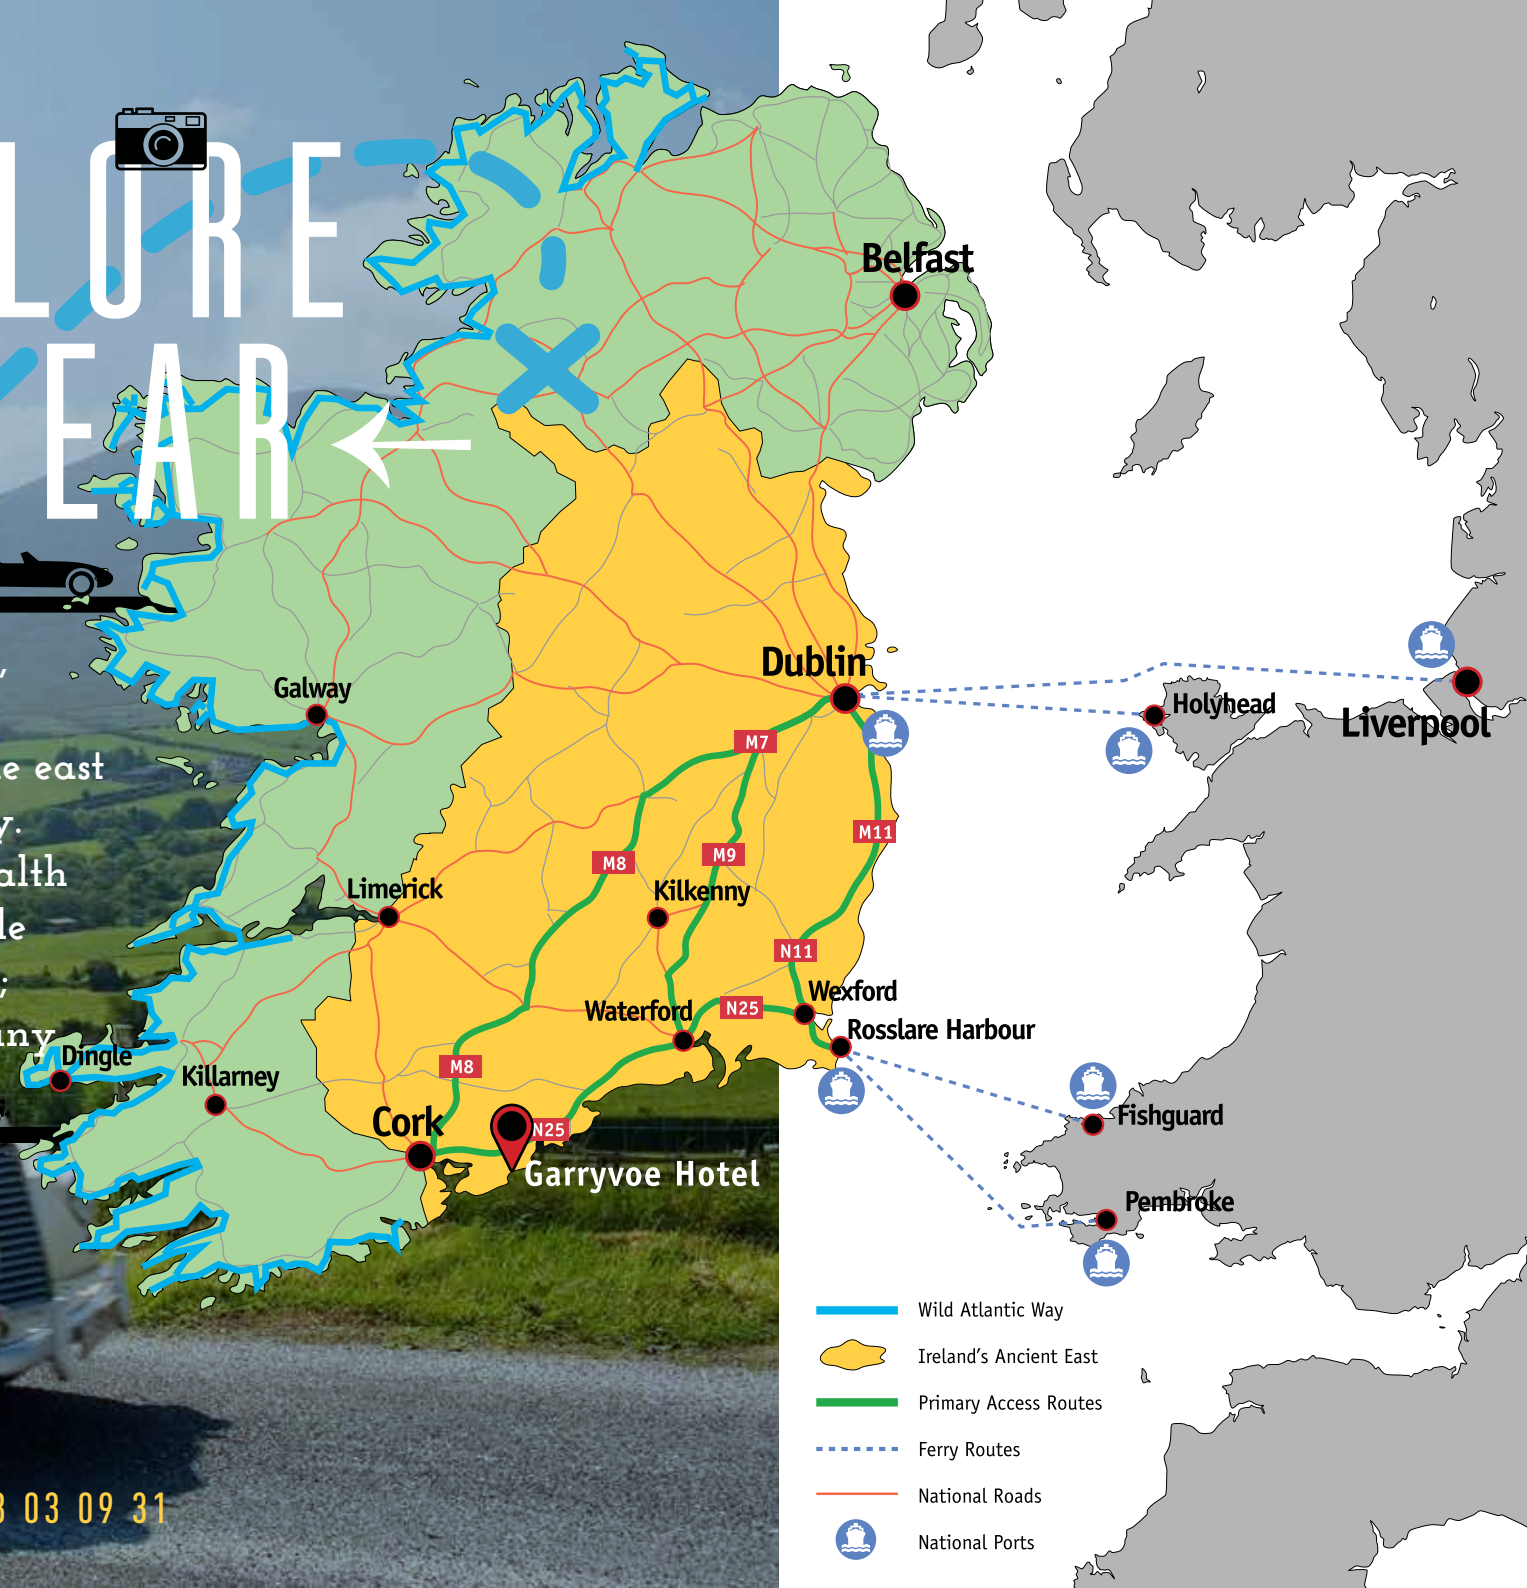 LORE
EAR
e east
y.
alth
le
;
ny
3 03 09 31
Belfast
Dublin
Galway
Holyhead
Liverpool
M7
M11
M8
M9
Limerick
Kilkenny
N11
Wexford
Waterford
N25
Rosslare Harbour
Dingle
Killarney
M8
Fishguard
Cork
N25
Garryvoe Hotel
Pembroke
Wild Atlantic Way
Ireland's Ancient East
Primary Access Routes
Ferry Routes
National Roads
National Ports